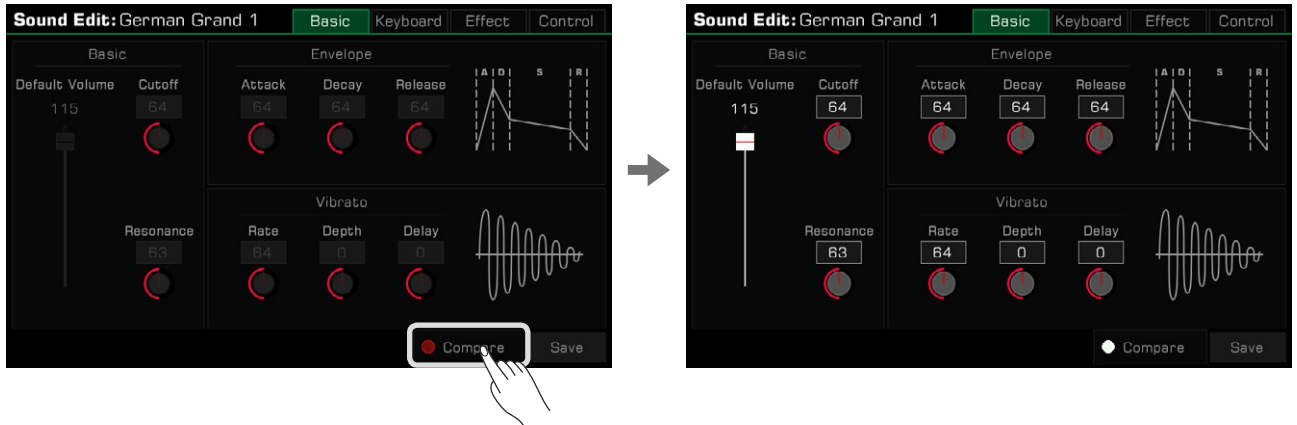 Sound Edit: German Grand 1 Basic Keyboard Effect Control
Basic
Default Volume Cutoff
115 64
Resonance
63
Envelope
Attack Decay Release
64 64 64
A D S R
Vibrato
Rate Depth Delay
64 0 0
Compare Save
Sound Edit: German Grand 1 Basic Keyboard Effect Control
Basic
Default Volume Cutoff
115 64
Resonance
63
Envelope
Attack Decay Release
64 64 64
A D S R
Vibrato
Rate Depth Delay
64 0 0
Compare Save